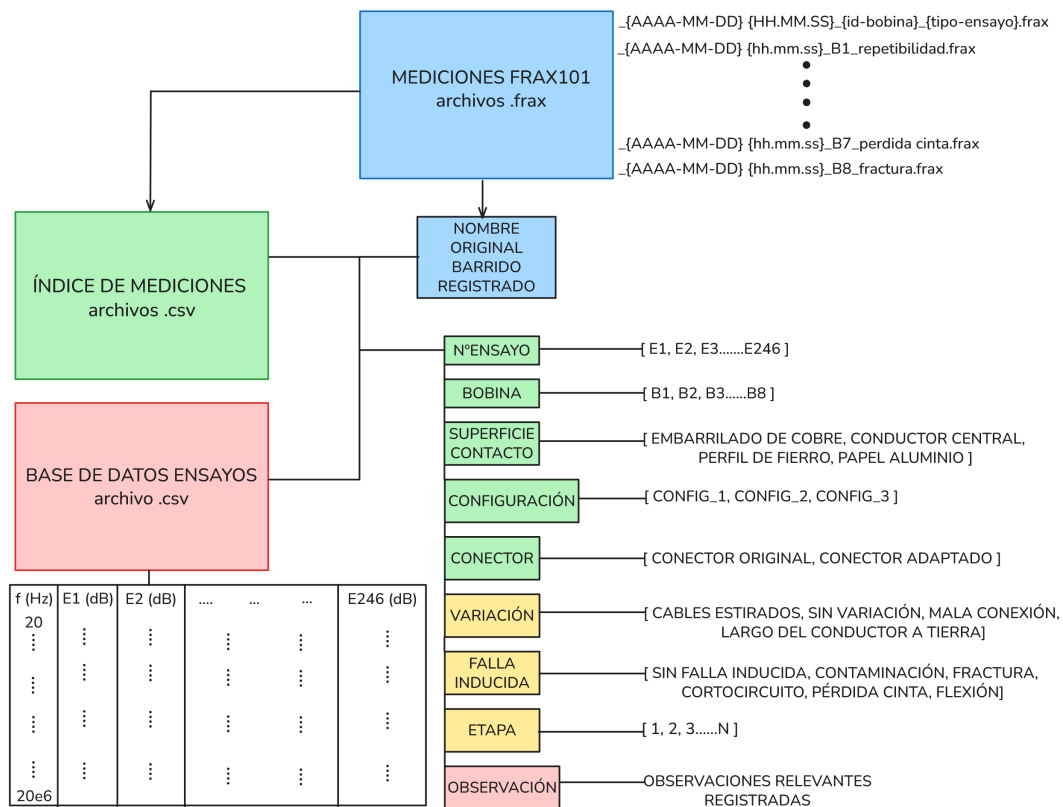 _{AAAA-MM-DD} {HH.MM.SS}_{id-bobina}_{tipo-ensayo}.frax
_{AAAA-MM-DD} {hh.mm.ss}_B1_repetibilidad.frax
_{AAAA-MM-DD} {hh.mm.ss}_B7_perdida cinta.frax
_{AAAA-MM-DD} {hh.mm.ss}_B8_fractura.frax
MEDICIONES FRAX101
archivos .frax
NOMBRE
ORIGINAL
BARRIDO
REGISTRADO
ÍNDICE DE MEDICIONES
archivos .csv
BASE DE DATOS ENSAYOS
archivo .csv
NºENSAYO
[ E1, E2, E3.......E246 ]
BOBINA
[ B1, B2, B3......B8 ]
SUPERFICIE
CONTACTO
[ EMBARRILADO DE COBRE, CONDUCTOR CENTRAL,
PERFIL DE FIERRO, PAPEL ALUMINIO ]
CONFIGURACIÓN
[ CONFIG_1, CONFIG_2, CONFIG_3 ]
CONECTOR
[ CONECTOR ORIGINAL, CONECTOR ADAPTADO ]
VARIACIÓN
[ CABLES ESTIRADOS, SIN VARIACIÓN, MALA CONEXIÓN,
LARGO DEL CONDUCTOR A TIERRA]
FALLA
INDUCIDA
[ SIN FALLA INDUCIDA, CONTAMINACIÓN, FRACTURA,
CORTOCIRCUITO, PÉRDIDA CINTA, FLEXIÓN]
ETAPA
[ 1, 2, 3......N ]
OBSERVACIÓN
OBSERVACIONES RELEVANTES
REGISTRADAS
f (Hz) E1 (dB) E2 (dB) .... ... ... E246 (dB)
20
20e6